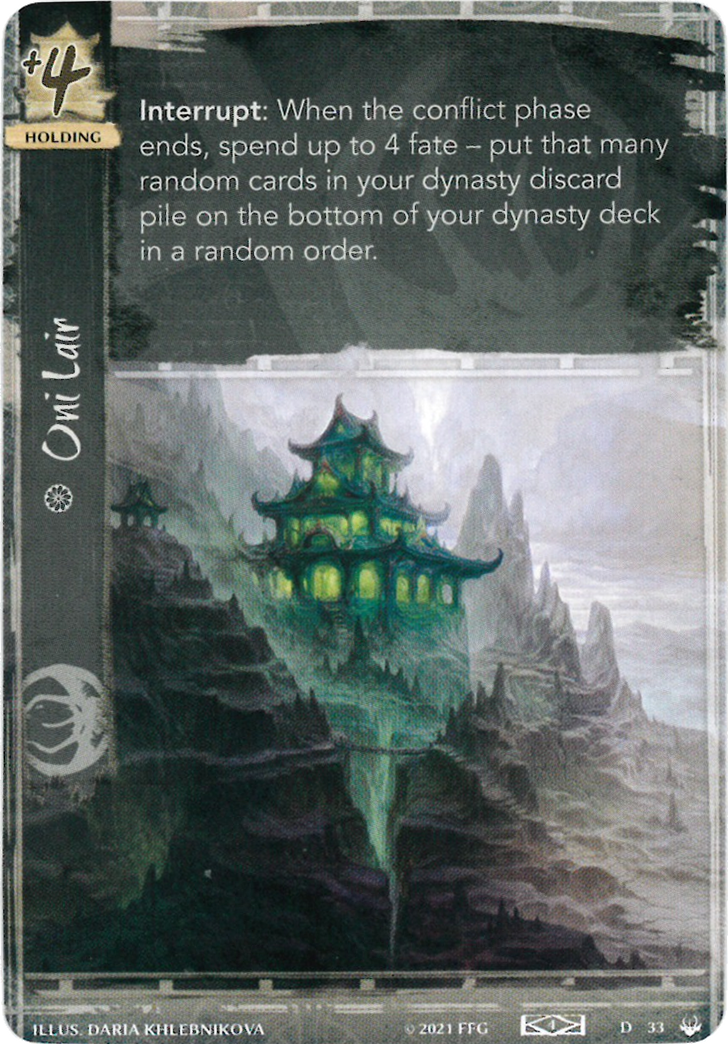 +4
HOLDING
Interrupt: When the conflict phase
ends, spend up to 4 fate – put that many
random cards in your dynasty discard
pile on the bottom of your dynasty deck
in a random order.
Oni Lair
ILLUS. DARIA KHLEBNIKOVA
© 2021 FFG
1
D 33